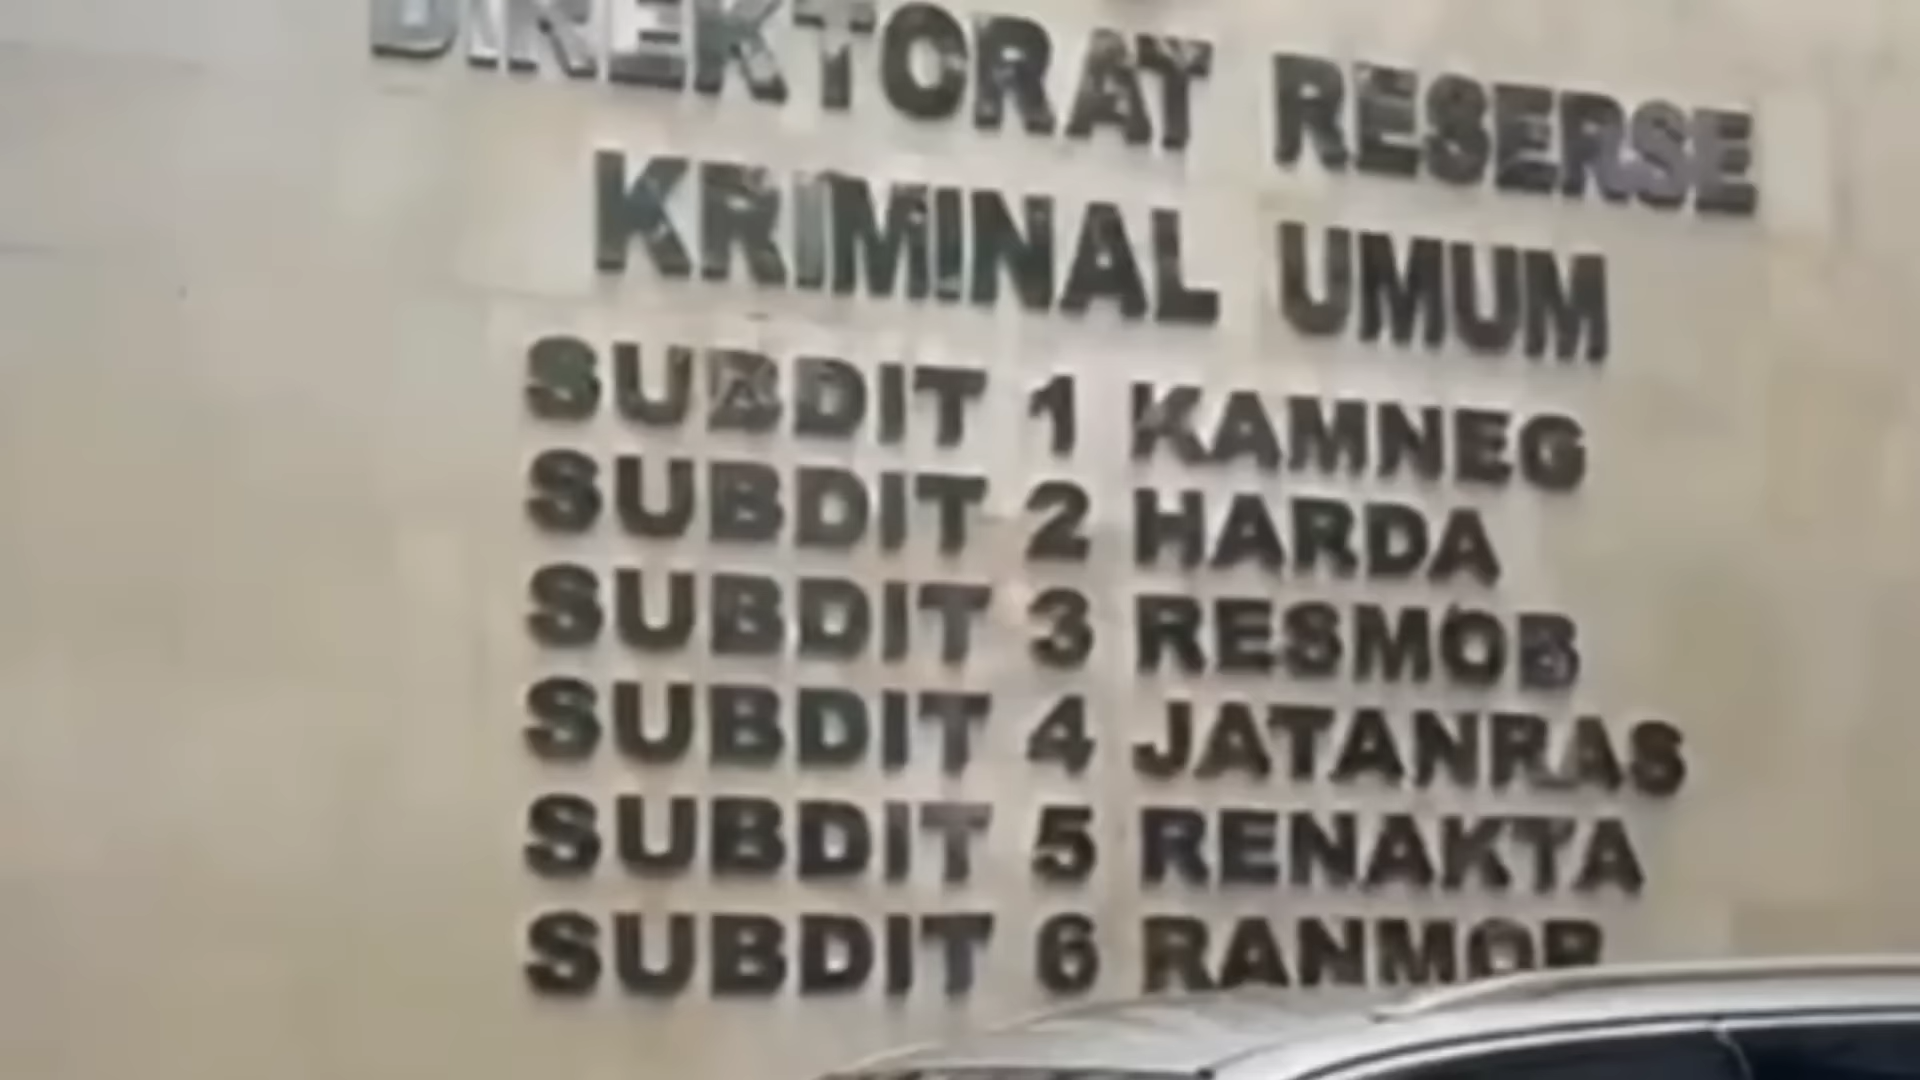 DIREKTORAT RESERSE
KRIMINAL UMUM
SUBDIT 1 KAMNEG
SUBDIT 2 HARDA
SUBDIT 3 RESMOB
SUBDIT 4 JATANRAS
SUBDIT 5 RENAKTA
SUBDIT 6 RANMOR